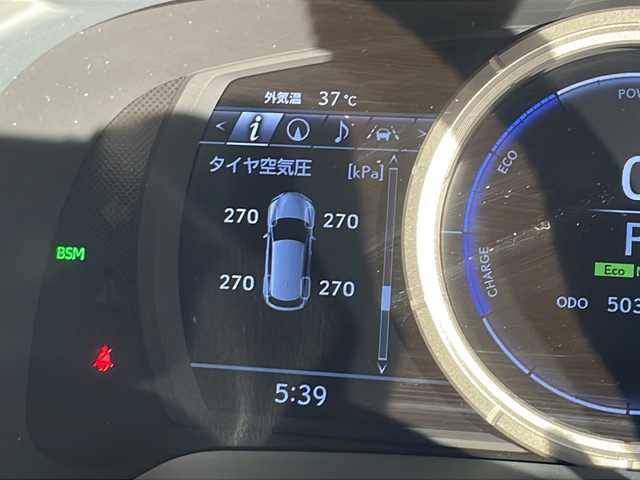 外気温 37℃
タイヤ空気圧 [kPa]
270 270
270 270
5:39
BSM
ECO
CHARGE
Eco
ODO 503